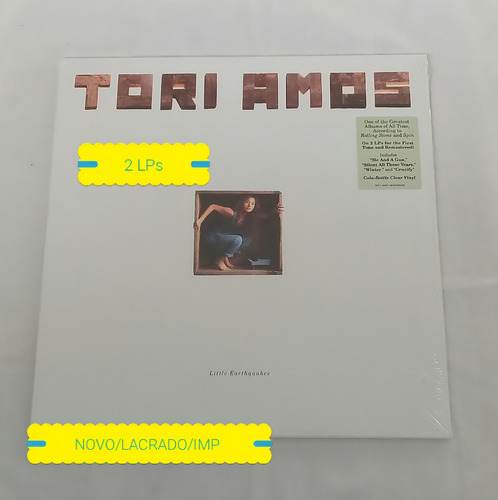 TORI AMOS
One of the Greatest
Albums of All Time,
According to
Rolling Stone and Spin
On 2 LPs for the First
Time and Remastered!
Includes
"Me And A Gun,"
"Silent All These Years,"
"Winter" and "Crucify"
Coke-Bottle Clear Vinyl
2 LPs
Little Earthquakes
NOVO/LACRADO/IMP